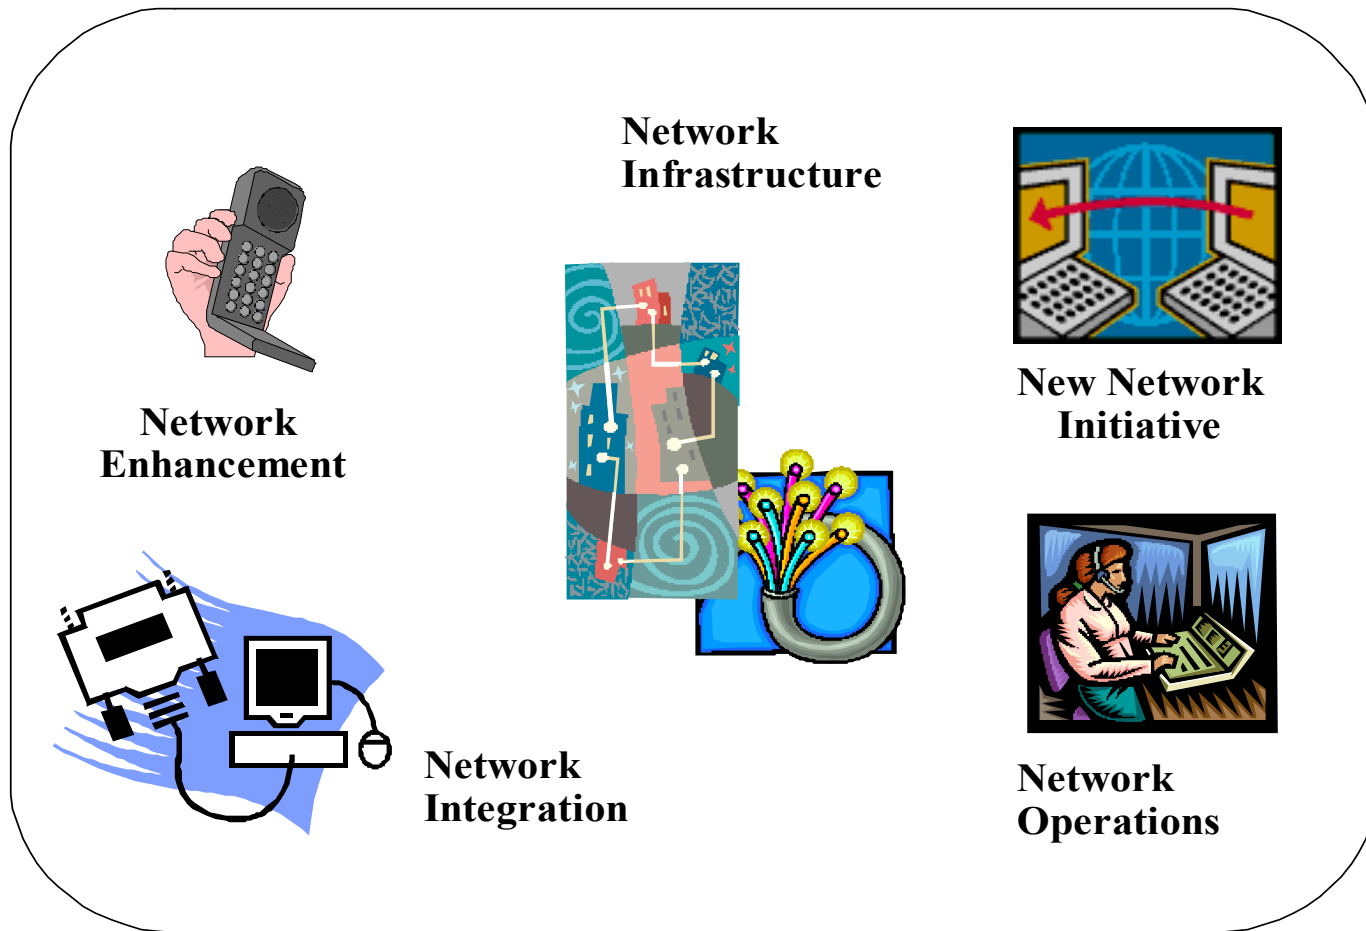 Network
Infrastructure
New Network
Initiative
Network
Enhancement
Network
Integration
Network
Operations